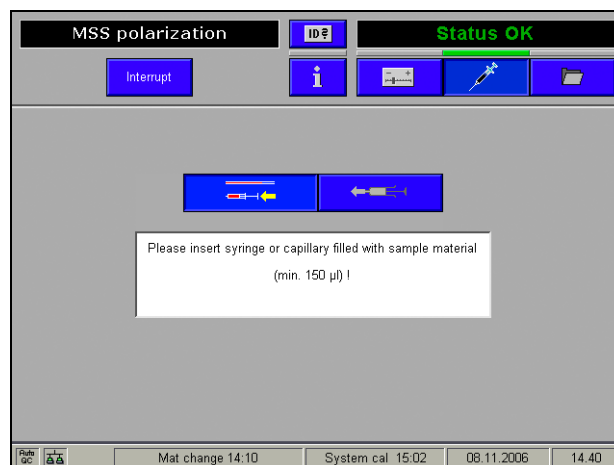 MSS polarization
ID?
Status OK
Interrupt
i
Please insert syringe or capillary filled with sample material
(min. 150 µl) !
Auto
QC
Mat change 14:10
System cal 15:02
08.11.2006
14.40